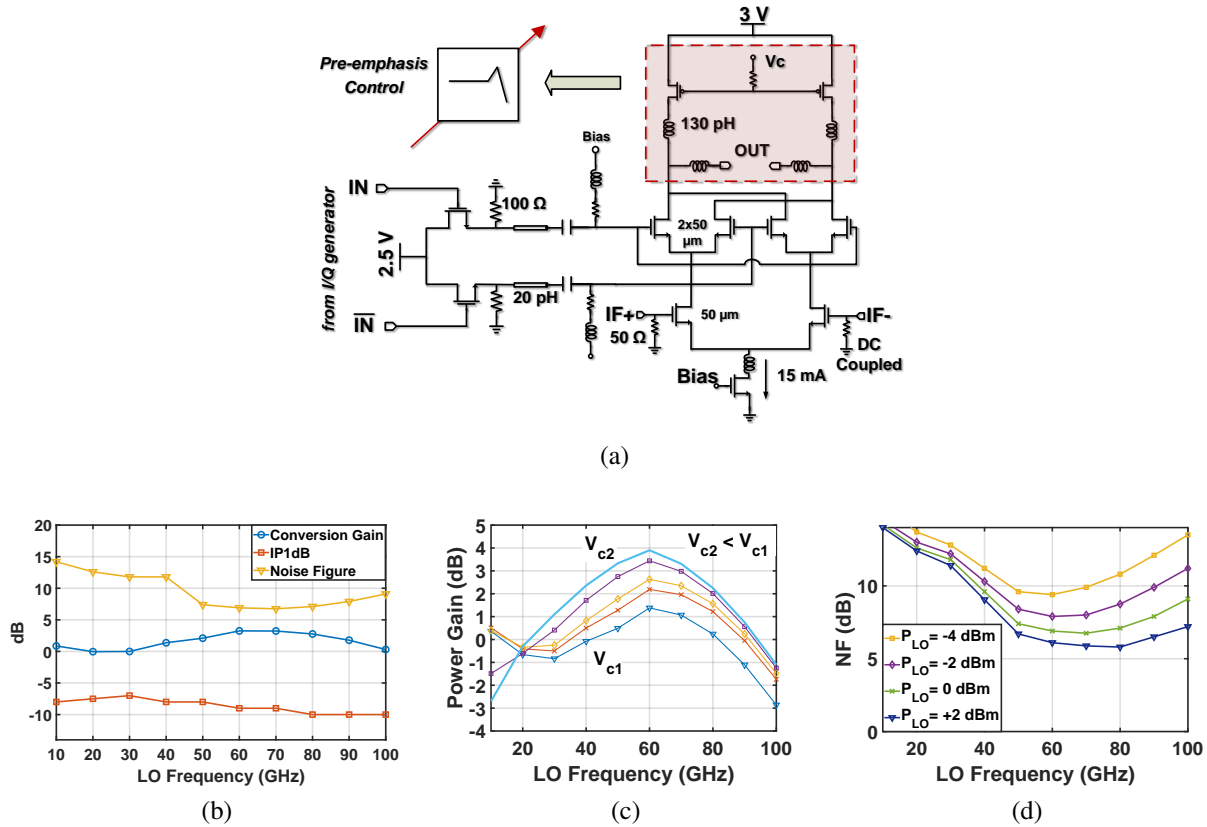 3 V
Pre-emphasis
Control
Vc
130 pH
OUT
Bias
IN
100 Ω
2x50
μm
from I/Q generator
2.5 V
20 pH
IN
IF+
50 Ω
50 μm
IF-
DC
Coupled
Bias
15 mA
(a)
20
15
10
5
0
-5
-10
dB
Conversion Gain
IP1dB
Noise Figure
10 20 30 40 50 60 70 80 90 100
LO Frequency (GHz)
(b)
5
4
3
2
1
0
-1
-2
-3
-4
Power Gain (dB)
Vc2
Vc2 < Vc1
Vc1
20 40 60 80 100
LO Frequency (GHz)
(c)
10
5
0
NF (dB)
PLO= -4 dBm
PLO= -2 dBm
PLO= 0 dBm
PLO= +2 dBm
20 40 60 80 100
LO Frequency (GHz)
(d)